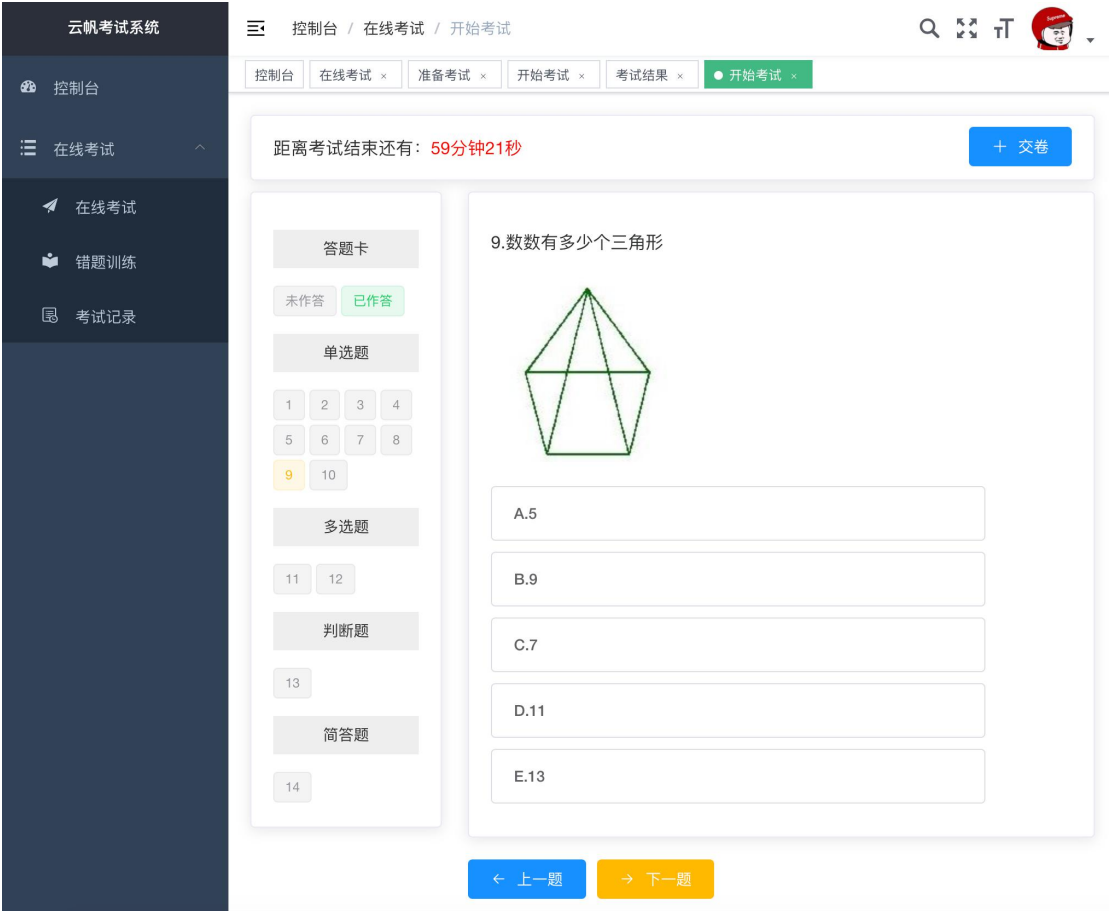 云帆考试系统
控制台 / 在线考试 / 开始考试
控制台
在线考试 ×
准备考试 ×
开始考试 ×
考试结果 ×
开始考试 ×
控制台
在线考试
在线考试
错题训练
考试记录
距离考试结束还有：59分钟21秒
+ 交卷
答题卡
未作答 已作答
单选题
1 2 3 4
5 6 7 8
9 10
多选题
11 12
判断题
13
简答题
14
9.数数有多少个三角形
A.5
B.9
C.7
D.11
E.13
← 上一题
→ 下一题